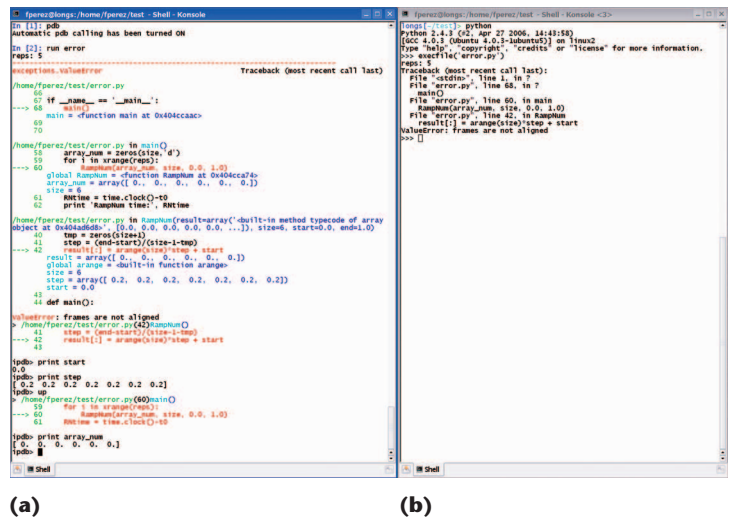 fperez@longs:/home/fperez/test - Shell - Konsole
In [1]: pdb
Automatic pdb calling has been turned ON
In [2]: run error
reps: 5
---------------------------------------------------------------------------
exceptions.ValueError                                Traceback (most recent call last)
/home/fperez/test/error.py
66
67 if __name__ == '__main__':
---> 68     main()
main = <function main at 0x404ccaac>
69
70
/home/fperez/test/error.py in main()
58     array_num = zeros(size,'d')
59     for i in xrange(reps):
---> 60         RampNum(array_num, size, 0.0, 1.0)
global RampNum = <function RampNum at 0x404cca74>
array_num = array([ 0.,  0.,  0.,  0.,  0.,  0.])
size = 6
61     RNtime = time.clock()-t0
62     print 'RampNum time:', RNtime
/home/fperez/test/error.py in RampNum(result=array('<built-in method typecode of array
object at 0x404ad6d8>', [0.0, 0.0, 0.0, 0.0, 0.0, ...]), size=6, start=0.0, end=1.0)
40     tmp = zeros(size+1)
41     step = (end-start)/(size-1-tmp)
---> 42     result[:] = arange(size)*step + start
result = array([ 0.,  0.,  0.,  0.,  0.,  0.])
global arange = <built-in function arange>
size = 6
step = array([ 0.2,  0.2,  0.2,  0.2,  0.2,  0.2,  0.2])
start = 0.0
43
44 def main():
ValueError: frames are not aligned
> /home/fperez/test/error.py(42)RampNum()
41     step = (end-start)/(size-1-tmp)
---> 42     result[:] = arange(size)*step + start
43
ipdb> print start
0.0
ipdb> print step
[ 0.2  0.2  0.2  0.2  0.2  0.2  0.2]
ipdb> up
> /home/fperez/test/error.py(60)main()
59     for i in xrange(reps):
---> 60         RampNum(array_num, size, 0.0, 1.0)
61     RNtime = time.clock()-t0
ipdb> print array_num
[ 0.  0.  0.  0.  0.  0.]
ipdb>
Shell
(a)
fperez@longs:/home/fperez/test - Shell - Konsole <3>
longs[~/test]> python
Python 2.4.3 (#2, Apr 27 2006, 14:43:58)
[GCC 4.0.3 (Ubuntu 4.0.3-1ubuntu5)] on linux2
Type "help", "copyright", "credits" or "license" for more information.
>>> execfile('error.py')
reps: 5
Traceback (most recent call last):
File "<stdin>", line 1, in ?
File "error.py", line 68, in ?
main()
File "error.py", line 60, in main
RampNum(array_num, size, 0.0, 1.0)
File "error.py", line 42, in RampNum
result[:] = arange(size)*step + start
ValueError: frames are not aligned
>>>
Shell
(b)